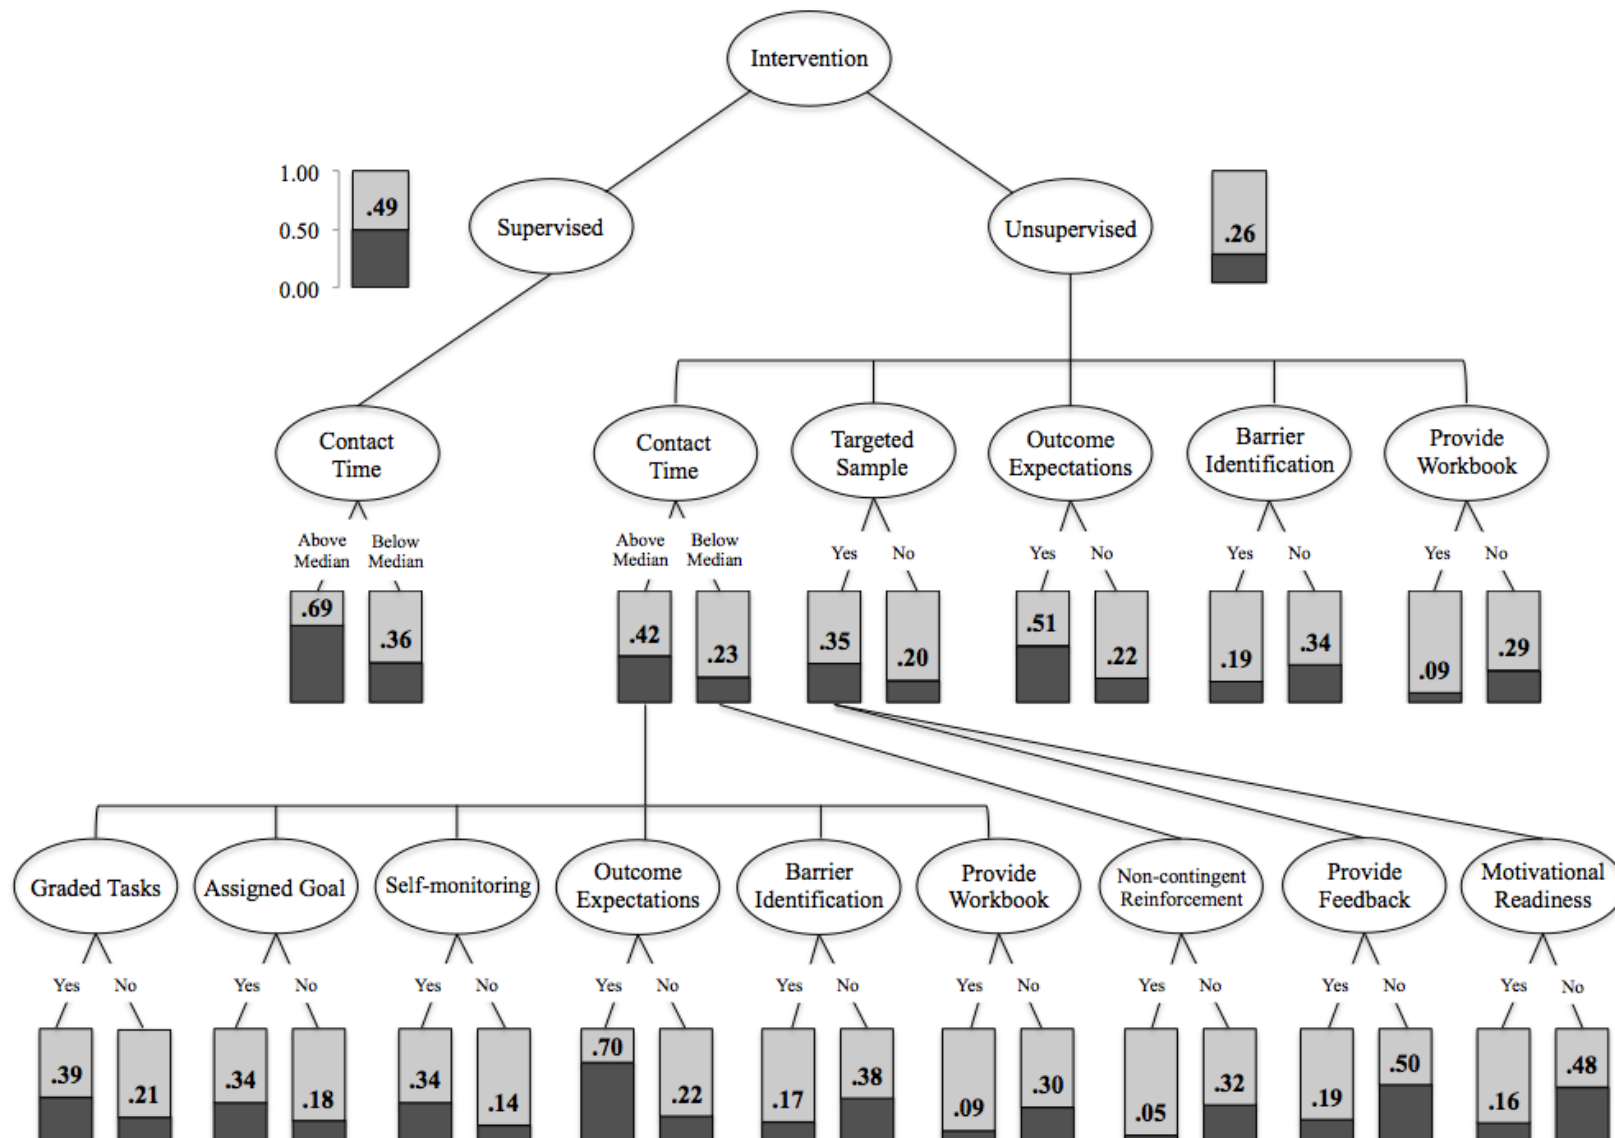 Intervention
1.00
0.50
0.00
.49
Supervised
Unsupervised
.26
Contact
Time
Contact
Time
Targeted
Sample
Outcome
Expectations
Barrier
Identification
Provide
Workbook
Above
Median
Below
Median
Above
Median
Below
Median
Yes
No
Yes
No
Yes
No
Yes
No
.69
.36
.42
.23
.35
.20
.51
.22
.19
.34
.09
.29
Graded Tasks
Assigned Goal
Self-monitoring
Outcome
Expectations
Barrier
Identification
Provide
Workbook
Non-contingent
Reinforcement
Provide
Feedback
Motivational
Readiness
Yes
No
Yes
No
Yes
No
Yes
No
Yes
No
Yes
No
Yes
No
Yes
No
Yes
No
.39
.21
.34
.18
.34
.14
.70
.22
.17
.38
.09
.30
.05
.32
.19
.50
.16
.48